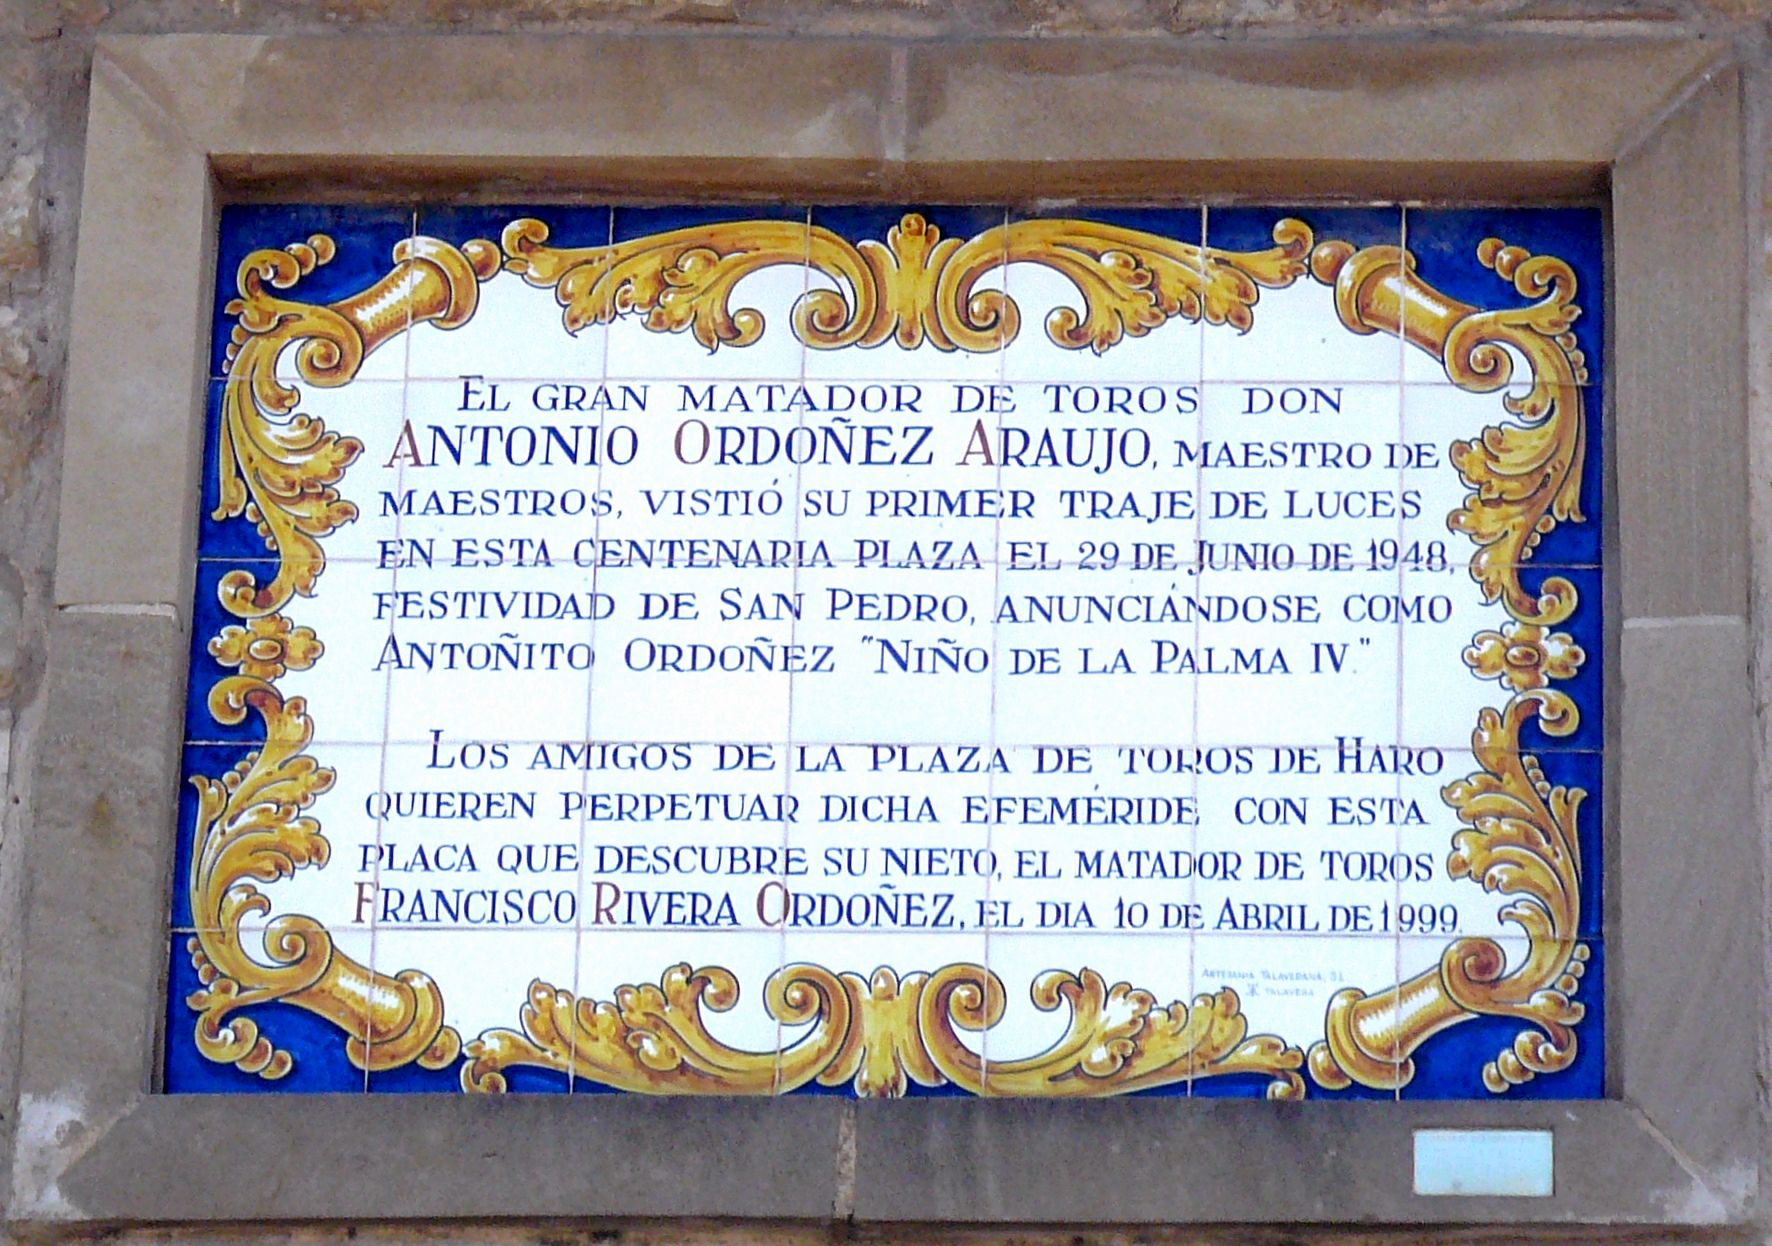 EL GRAN MATADOR DE TOROS DON
ANTONIO ORDOÑEZ ARAUJO, MAESTRO DE
MAESTROS, VISTIÓ SU PRIMER TRAJE DE LUCES
EN ESTA CENTENARIA PLAZA EL 29 DE JUNIO DE 1948,
FESTIVIDAD DE SAN PEDRO, ANUNCIÁNDOSE COMO
ANTOÑITO ORDOÑEZ "NIÑO DE LA PALMA IV."
LOS AMIGOS DE LA PLAZA DE TOROS DE HARO
QUIEREN PERPETUAR DICHA EFEMÉRIDE CON ESTA
PLACA QUE DESCUBRE SU NIETO, EL MATADOR DE TOROS
FRANCISCO RIVERA ORDOÑEZ, EL DIA 10 DE ABRIL DE 1999.
ARTESANIA TALAVERANA, S.L.
TALAVERA